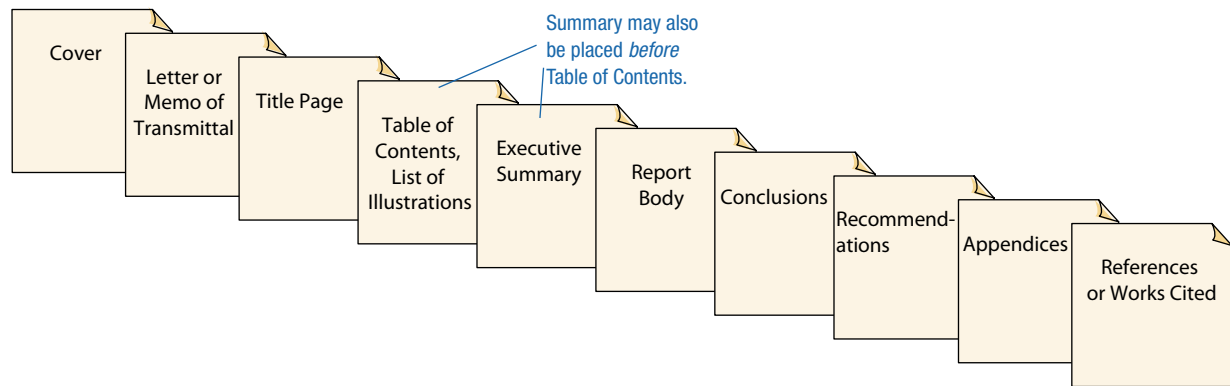 Cover
Letter or
Memo of
Transmittal
Title Page
Table of
Contents,
List of
Illustrations
Summary may also
be placed before
Table of Contents.
Executive
Summary
Report
Body
Conclusions
Recommend-
ations
Appendices
References
or Works Cited